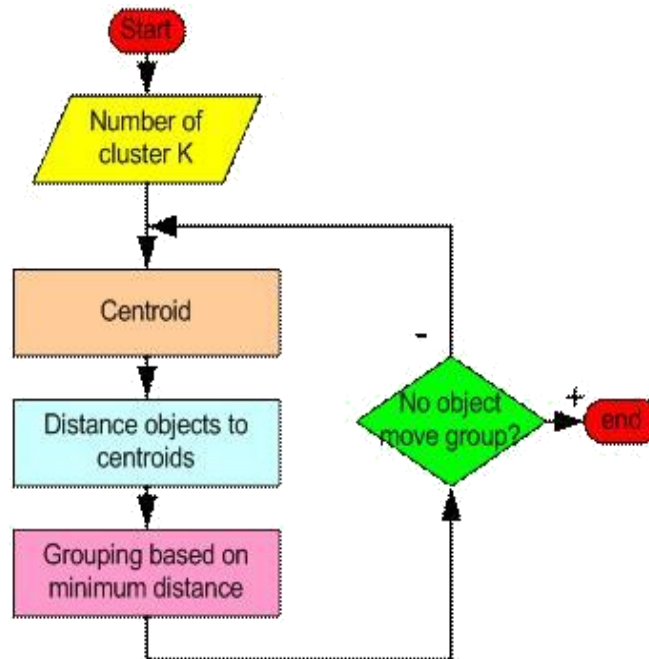 Start
Number of
cluster K
Centroid
Distance objects to
centroids
Grouping based on
minimum distance
-
No object
move group?
+
end